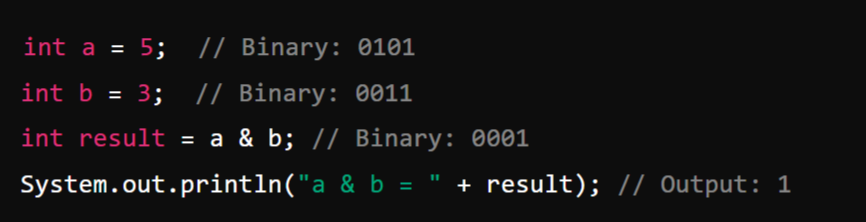 int a = 5;  // Binary: 0101
int b = 3;  // Binary: 0011
int result = a & b; // Binary: 0001
System.out.println("a & b = " + result); // Output: 1